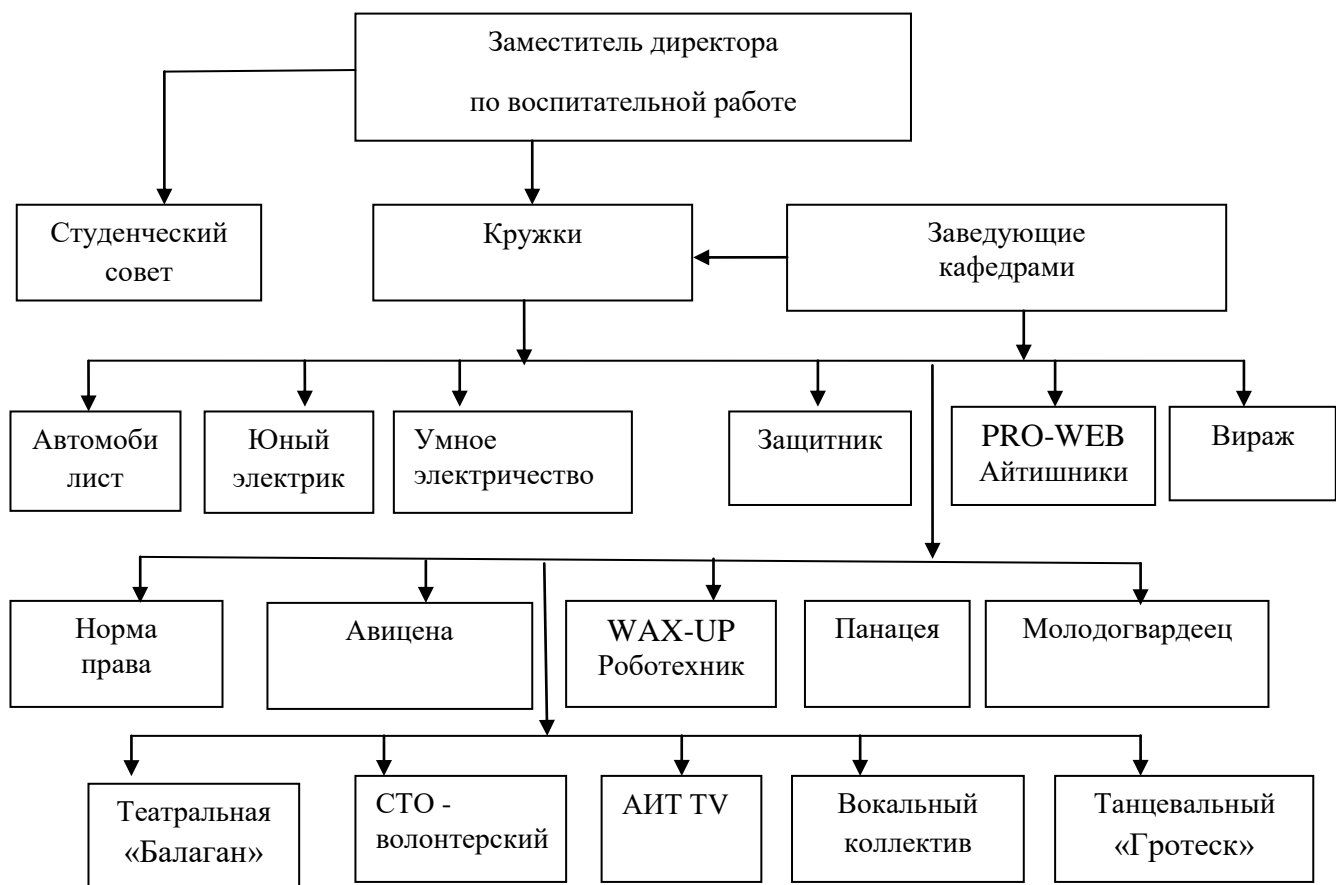 Заместитель директора
по воспитательной работе
Студенческий
совет
Кружки
Заведующие
кафедрами
Автомоби
лист
Юный
электрик
Умное
электричество
Защитник
PRO-WEB
Айтишники
Вираж
Норма
права
Авицена
WAX-UP
Роботехник
Панацея
Молодогвардеец
Театральная
«Балаган»
СТО -
волонтерский
АИТ TV
Вокальный
коллектив
Танцевальный
«Гротеск»